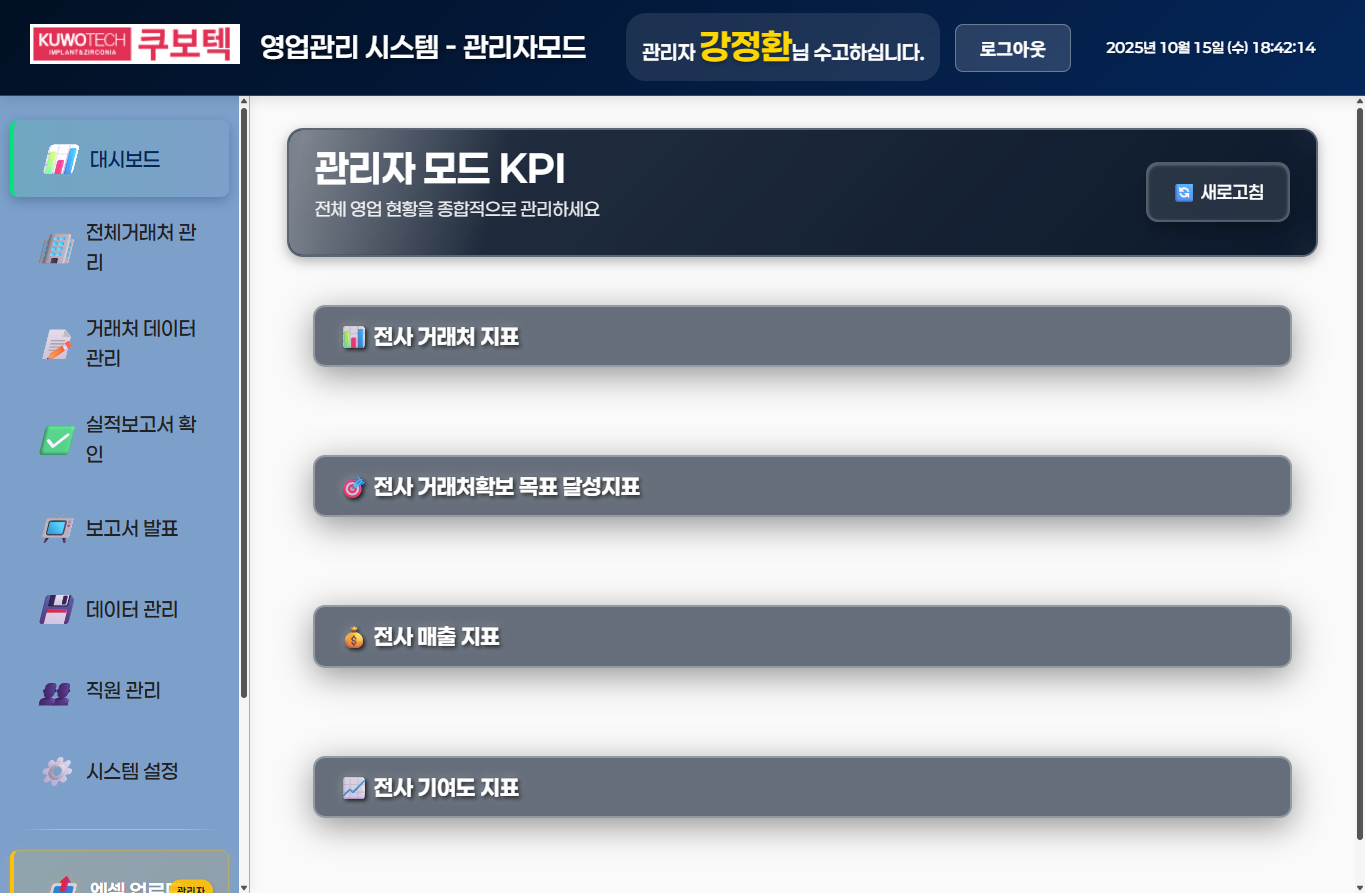 KUWOTECH
IMPLANT&ZIRCONIA
쿠보텍
영업관리 시스템 - 관리자모드
관리자 강정환님 수고하십니다.
로그아웃
2025년 10월 15일 (수) 18:42:14
대시보드
전체거래처 관
리
거래처 데이터
관리
실적보고서 확
인
보고서 발표
데이터 관리
직원 관리
시스템 설정
엑셀 업로드
관리자
관리자 모드 KPI
전체 영업 현황을 종합적으로 관리하세요
새로고침
전사 거래처 지표
전사 거래처확보 목표 달성지표
전사 매출 지표
전사 기여도 지표